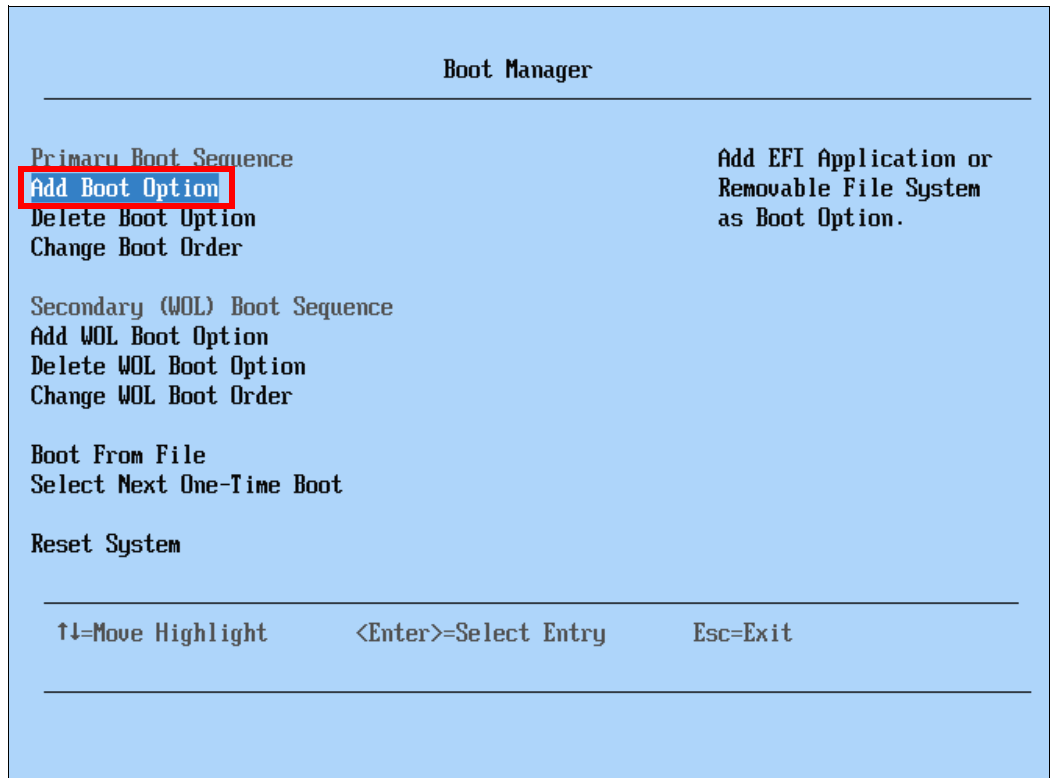 Boot Manager
Primary Boot Sequence
Add Boot Option
Delete Boot Option
Change Boot Order
Add EFI Application or
Removable File System
as Boot Option.
Secondary (WOL) Boot Sequence
Add WOL Boot Option
Delete WOL Boot Option
Change WOL Boot Order
Boot From File
Select Next One-Time Boot
Reset System
↑↓=Move Highlight <Enter>=Select Entry Esc=Exit